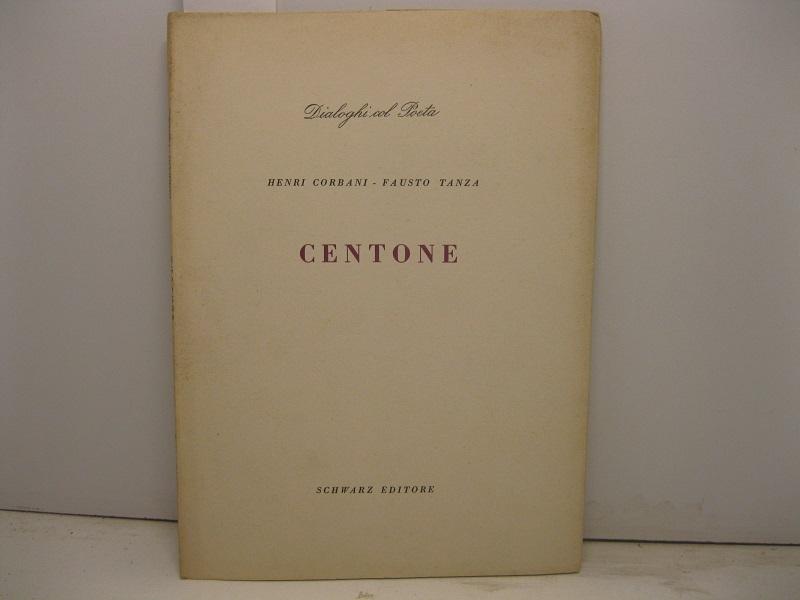 Dialoghi col Poeta
HENRI CORBANI - FAUSTO TANZA
CENTONE
SCHWARZ EDITORE